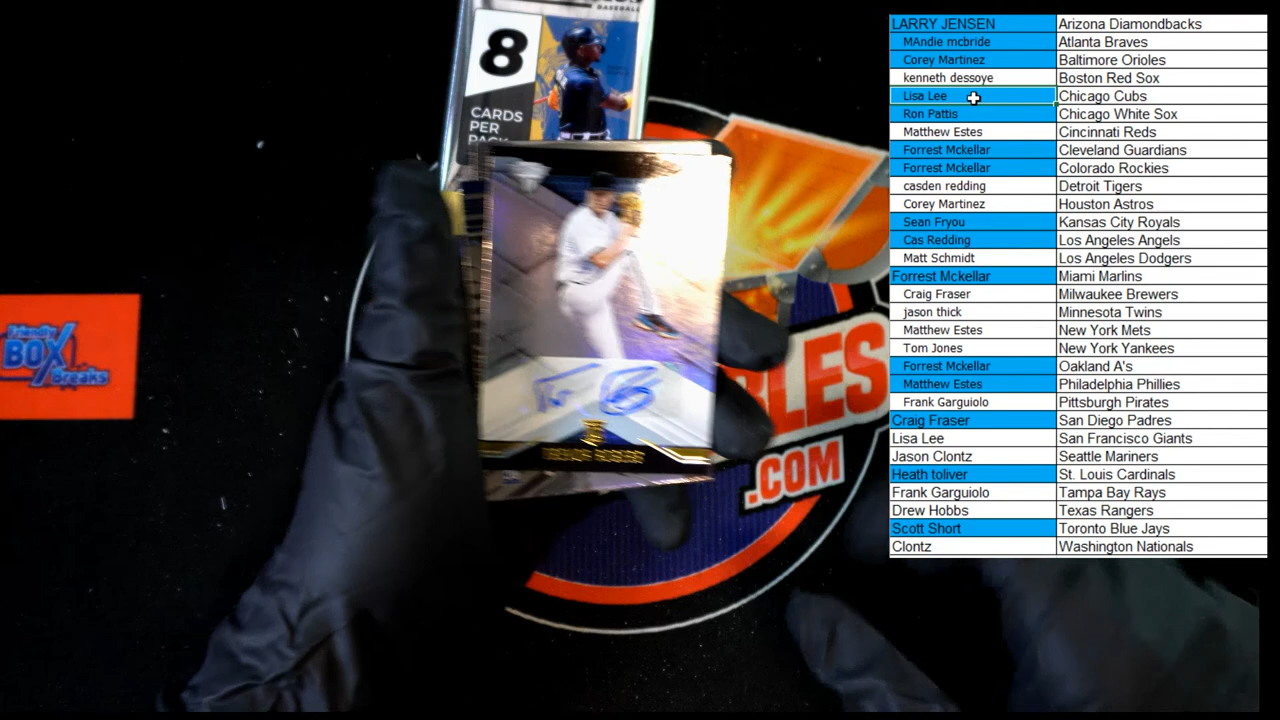 BASEBALL
8
CARDS
PER
PACK
BLES
.COM
Friendly
BOX
Breaks
LARRY JENSEN Arizona Diamondbacks
MAndie mcbride Atlanta Braves
Corey Martinez Baltimore Orioles
kenneth dessoye Boston Red Sox
Lisa Lee Chicago Cubs
Ron Pattis Chicago White Sox
Matthew Estes Cincinnati Reds
Forrest Mckellar Cleveland Guardians
Forrest Mckellar Colorado Rockies
casden redding Detroit Tigers
Corey Martinez Houston Astros
Sean Fryou Kansas City Royals
Cas Redding Los Angeles Angels
Matt Schmidt Los Angeles Dodgers
Forrest Mckellar Miami Marlins
Craig Fraser Milwaukee Brewers
jason thick Minnesota Twins
Matthew Estes New York Mets
Tom Jones New York Yankees
Forrest Mckellar Oakland A's
Matthew Estes Philadelphia Phillies
Frank Garguiolo Pittsburgh Pirates
Craig Fraser San Diego Padres
Lisa Lee San Francisco Giants
Jason Clontz Seattle Mariners
Heath toliver St. Louis Cardinals
Frank Garguiolo Tampa Bay Rays
Drew Hobbs Texas Rangers
Scott Short Toronto Blue Jays
Clontz Washington Nationals